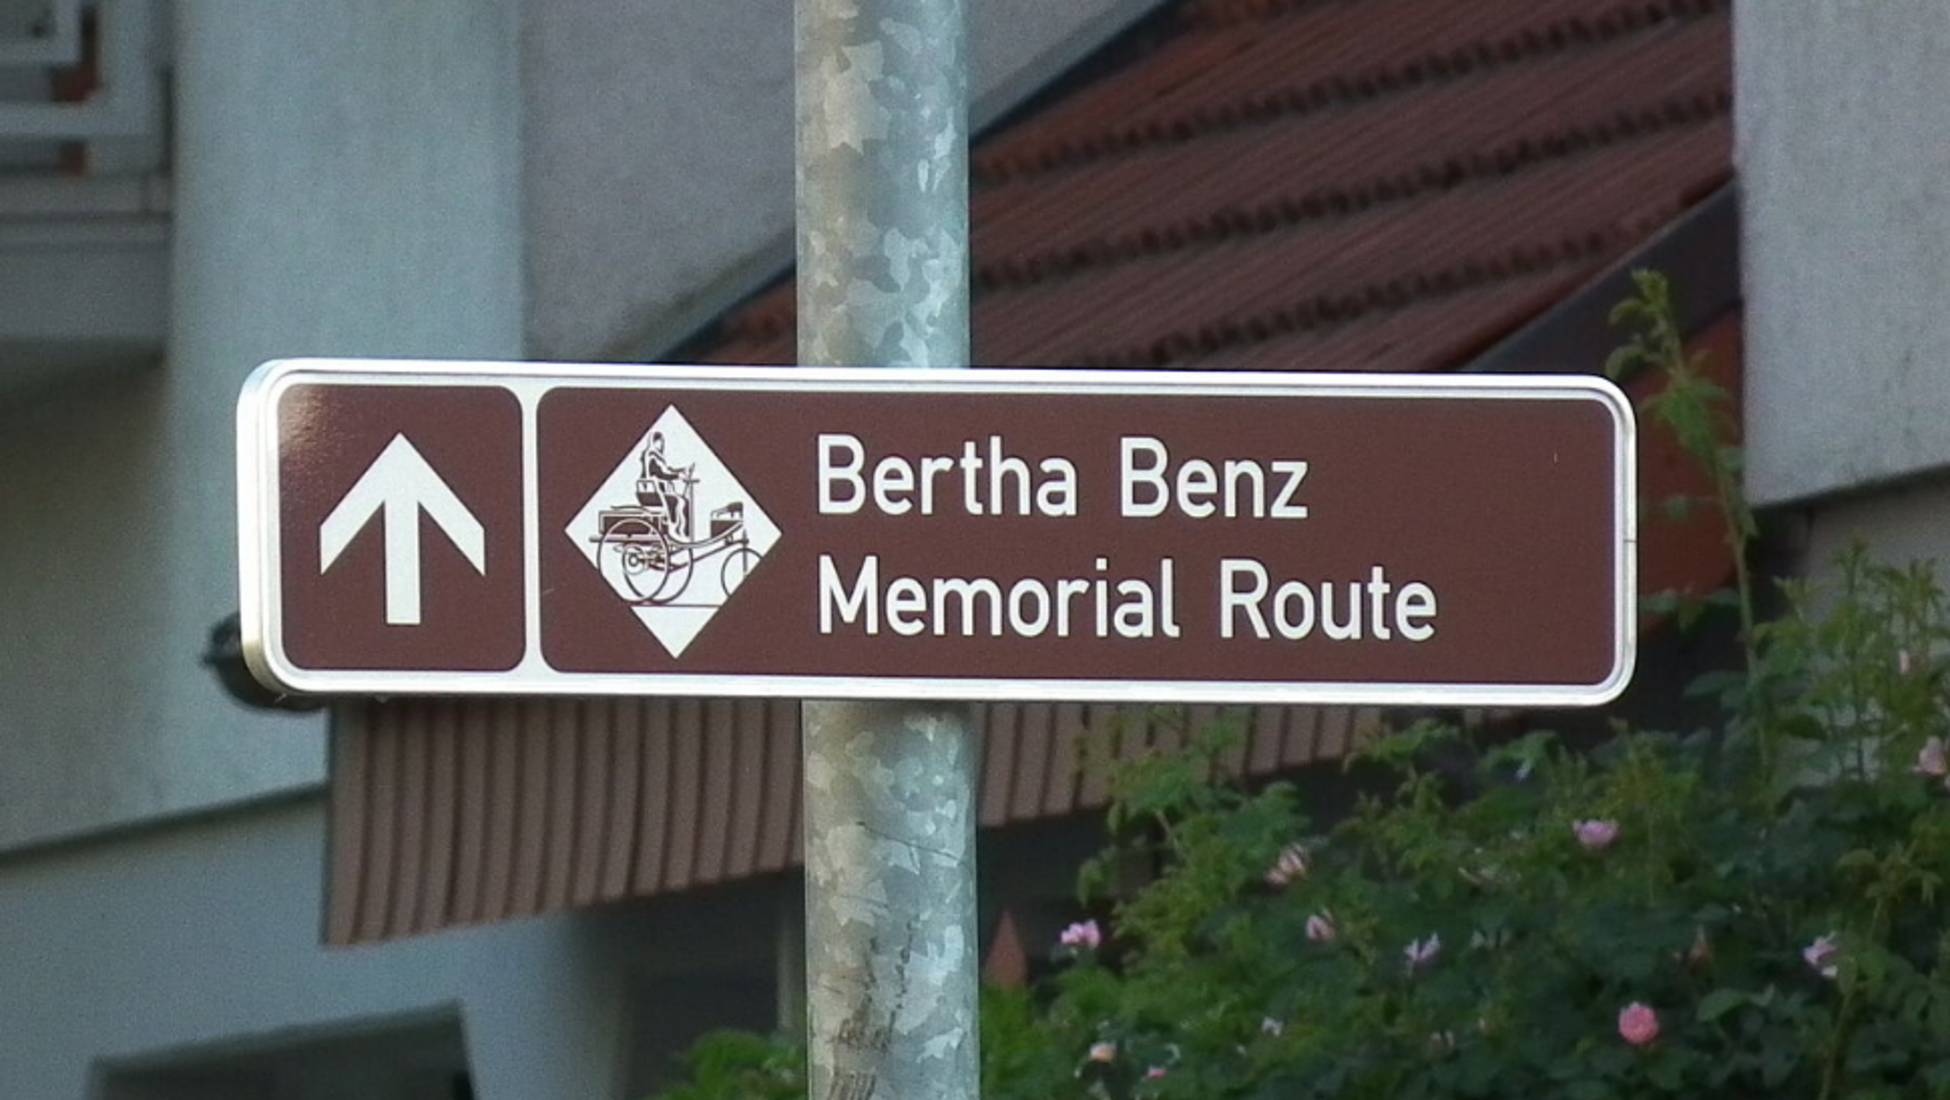 Bertha Benz
Memorial Route